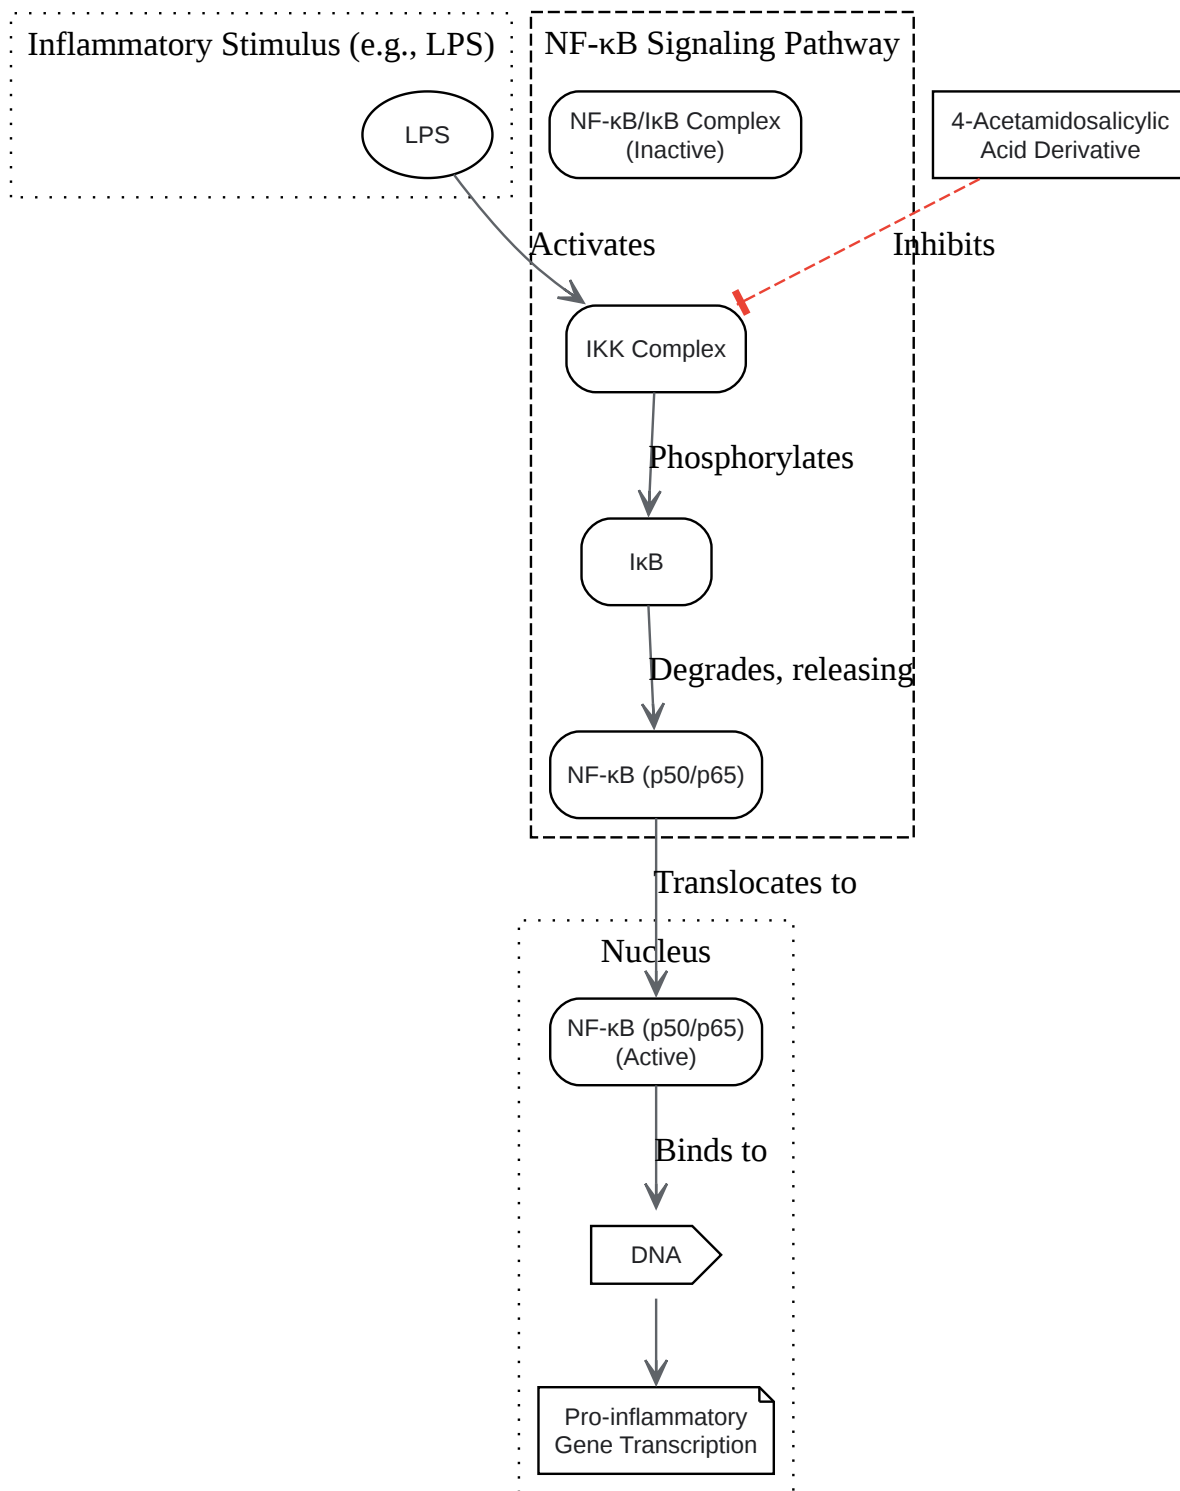 Inflammatory Stimulus (e.g., LPS)
NF-κB Signaling Pathway
LPS
NF-κB/IκB Complex
(Inactive)
4-Acetamidosalicylic
Acid Derivative
Activates
Inhibits
IKK Complex
Phosphorylates
IκB
Degrades, releasing
NF-κB (p50/p65)
Translocates to
Nucleus
NF-κB (p50/p65)
(Active)
Binds to
DNA
Pro-inflammatory
Gene Transcription